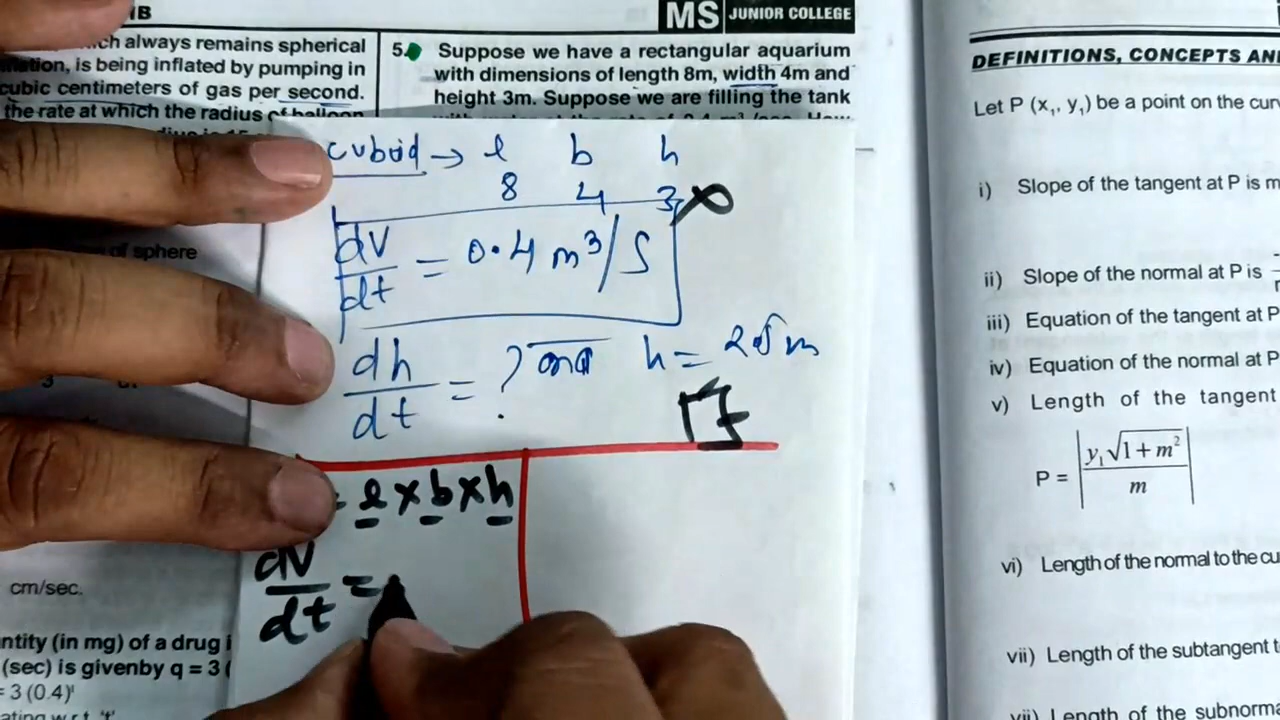 IB
MS JUNIOR COLLEGE
ch always remains spherical
ation, is being inflated by pumping in
cubic centimeters of gas per second.
the rate at which the radius of balloon
of sphere
cm/sec.
ntity (in mg) of a drug i
(sec) is givenby q = 3 (
= 3 (0.4)ᵗ
5. Suppose we have a rectangular aquarium
with dimensions of length 8m, width 4m and
height 3m. Suppose we are filling the tank
cuboid → l b h
8 4 3
dV/dt = 0.4 m³/s
dh/dt = ? h = 2.5 m
= l × b × h
dV/dt =
DEFINITIONS, CONCEPTS AN
Let P (x₁, y₁) be a point on the cur
i) Slope of the tangent at P is m
ii) Slope of the normal at P is
iii) Equation of the tangent at P
iv) Equation of the normal at P
v) Length of the tangent
P = |y₁√(1 + m²)/m|
vi) Length of the normal to the cu
vii) Length of the subtangent t
vii) Length of the subnorma